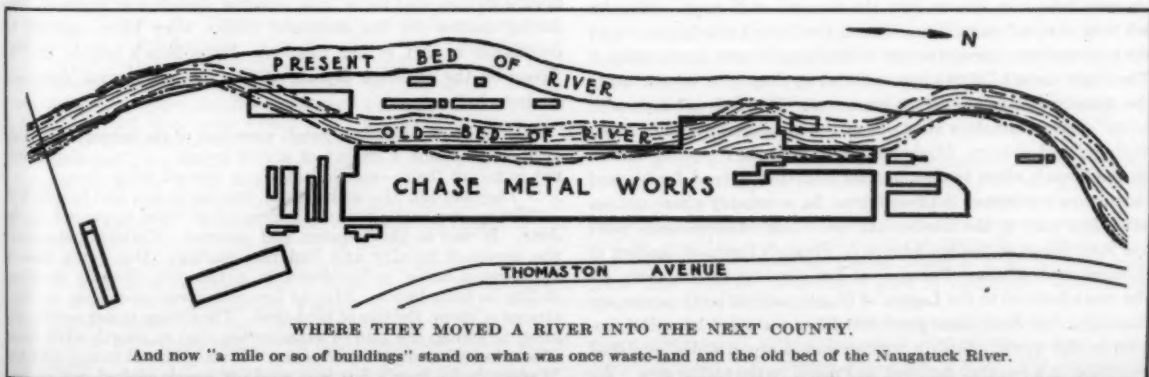 N
PRESENT BED OF RIVER
OLD BED OF RIVER
CHASE METAL WORKS
THOMASTON AVENUE
WHERE THEY MOVED A RIVER INTO THE NEXT COUNTY.
And now "a mile or so of buildings" stand on what was once waste-land and the old bed of the Naugatuck River.